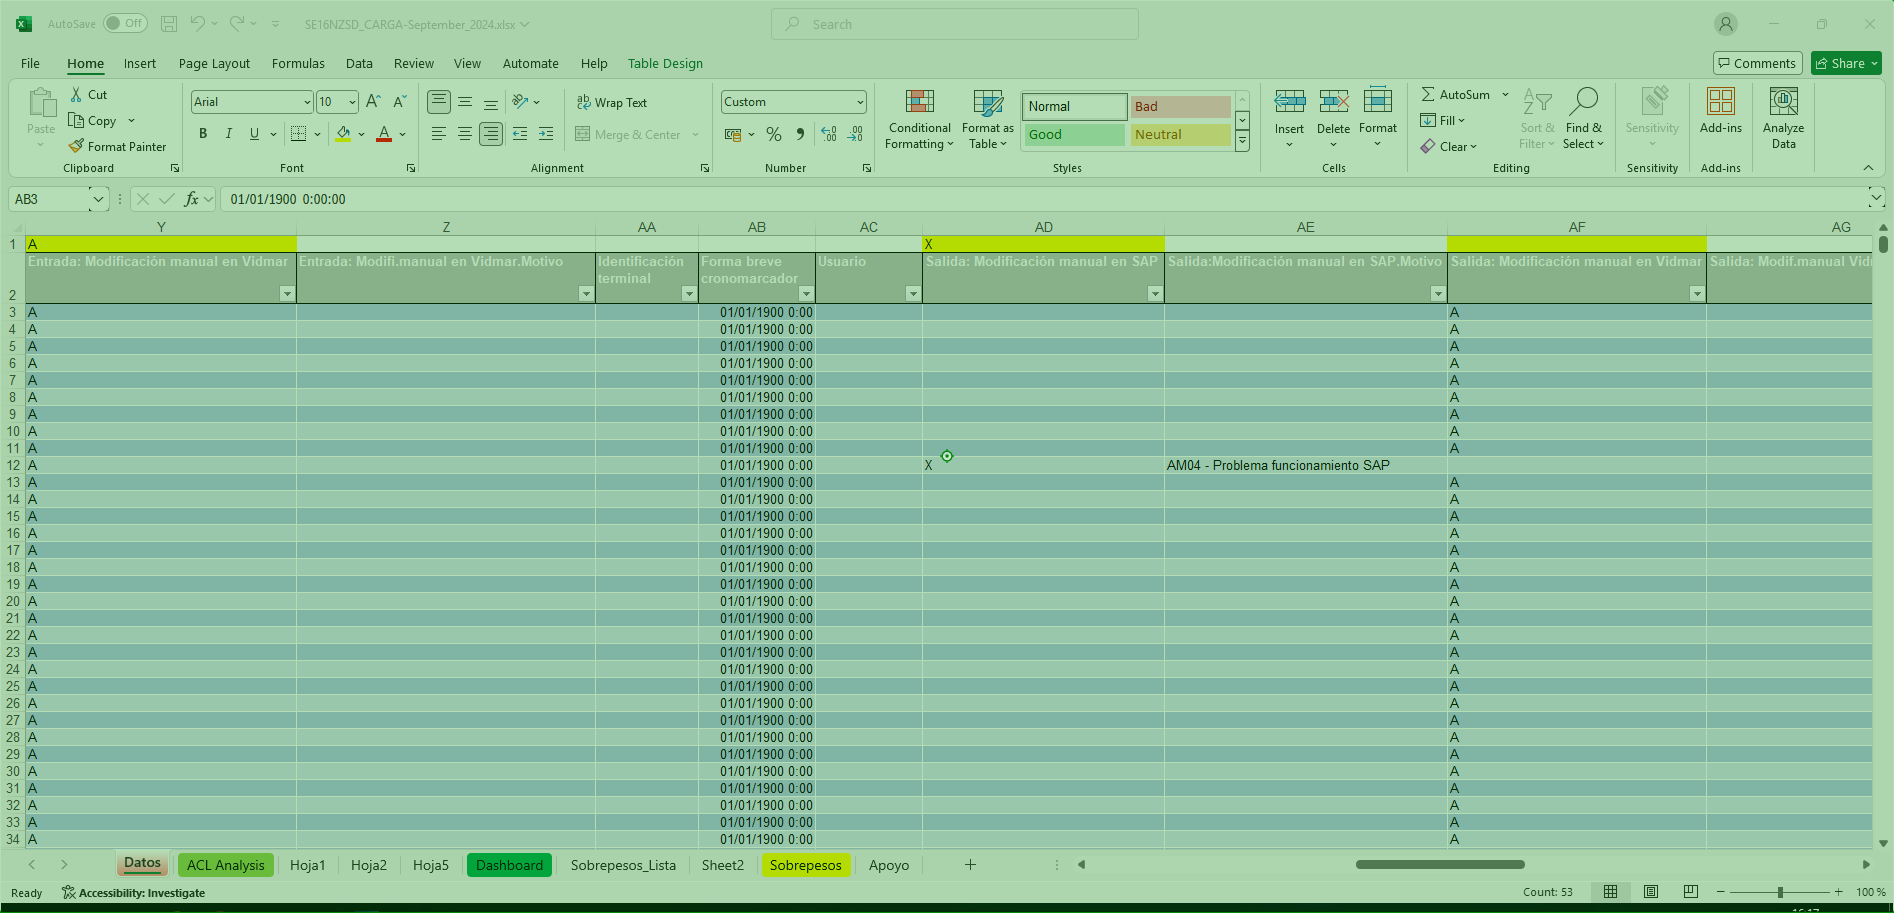 AutoSave Off SE16NZSD_CARGA-September_2024.xlsx Search
File Home Insert Page Layout Formulas Data Review View Automate Help Table Design Comments Share
Paste Cut Copy Format Painter Clipboard
Arial 10 B I U Font
Wrap Text Merge & Center Alignment
Custom % Number
Conditional Formatting Format as Table Normal Bad Good Neutral Styles
Insert Delete Format Cells
AutoSum Fill Clear Sort & Filter Find & Select Editing
Sensitivity Sensitivity
Add-ins Add-ins
Analyze Data
AB3 fx 01/01/1900 0:00:00
Y Z AA AB AC AD AE AF AG
1 A X
2 Entrada: Modificación manual en Vidmar Entrada: Modifi.manual en Vidmar.Motivo Identificación terminal Forma breve cronomarcador Usuario Salida: Modificación manual en SAP Salida:Modificación manual en SAP.Motivo Salida: Modificación manual en Vidmar Salida: Modif.manual Vid
3 A 01/01/1900 0:00 A
4 A 01/01/1900 0:00 A
5 A 01/01/1900 0:00 A
6 A 01/01/1900 0:00 A
7 A 01/01/1900 0:00 A
8 A 01/01/1900 0:00 A
9 A 01/01/1900 0:00 A
10 A 01/01/1900 0:00 A
11 A 01/01/1900 0:00 A
12 A 01/01/1900 0:00 X AM04 - Problema funcionamiento SAP
13 A 01/01/1900 0:00 A
14 A 01/01/1900 0:00 A
15 A 01/01/1900 0:00 A
16 A 01/01/1900 0:00 A
17 A 01/01/1900 0:00 A
18 A 01/01/1900 0:00 A
19 A 01/01/1900 0:00 A
20 A 01/01/1900 0:00 A
21 A 01/01/1900 0:00 A
22 A 01/01/1900 0:00 A
23 A 01/01/1900 0:00 A
24 A 01/01/1900 0:00 A
25 A 01/01/1900 0:00 A
26 A 01/01/1900 0:00 A
27 A 01/01/1900 0:00 A
28 A 01/01/1900 0:00 A
29 A 01/01/1900 0:00 A
30 A 01/01/1900 0:00 A
31 A 01/01/1900 0:00 A
32 A 01/01/1900 0:00 A
33 A 01/01/1900 0:00 A
34 A 01/01/1900 0:00 A
Datos ACL Analysis Hoja1 Hoja2 Hoja5 Dashboard Sobrepesos_Lista Sheet2 Sobrepesos Apoyo
Ready Accessibility: Investigate Count: 53 100 %